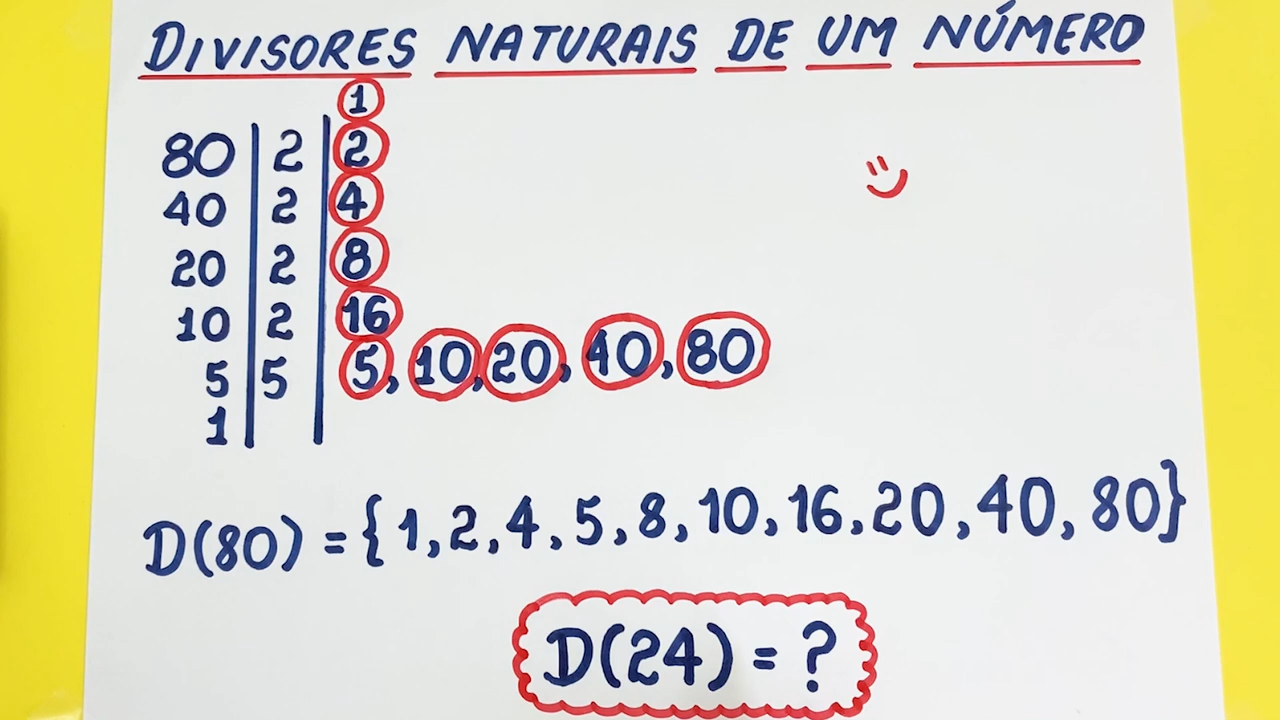 DIVISORES NATURAIS DE UM NÚMERO
1
80 2 2
40 2 4
20 2 8
10 2 16
5 5 5, 10, 20, 40, 80
1
D(80) = { 1, 2, 4, 5, 8, 10, 16, 20, 40, 80}
D(24) = ?